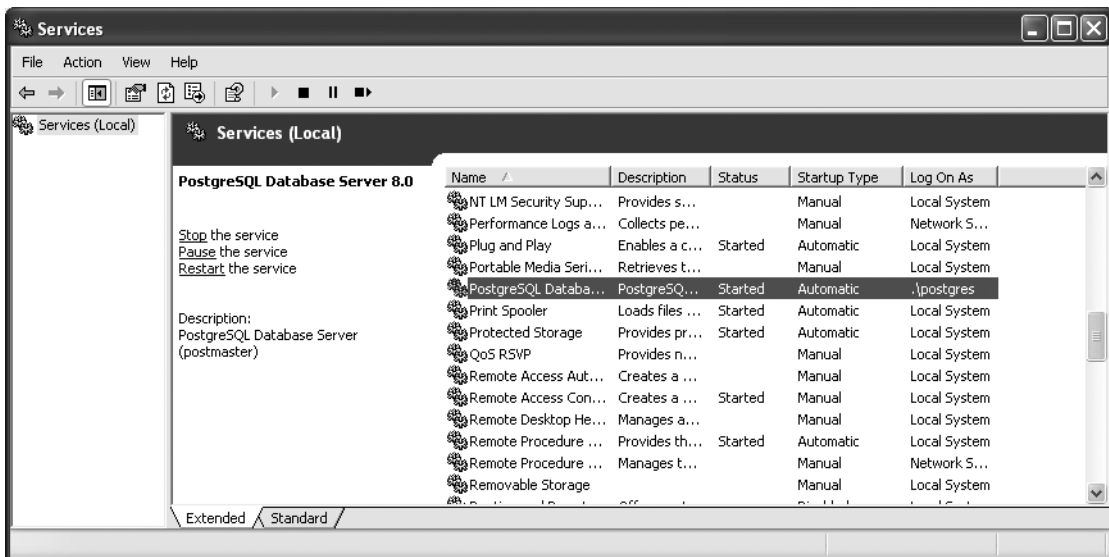 Services
File Action View Help
Services (Local)
Services (Local)
PostgreSQL Database Server 8.0
Stop the service
Pause the service
Restart the service
Description:
PostgreSQL Database Server
(postmaster)
Name Description Status Startup Type Log On As
NT LM Security Sup... Provides s... Manual Local System
Performance Logs a... Collects pe... Manual Network S...
Plug and Play Enables a c... Started Automatic Local System
Portable Media Seri... Retrieves t... Manual Local System
PostgreSQL Databa... PostgreSQ... Started Automatic .\postgres
Print Spooler Loads files ... Started Automatic Local System
Protected Storage Provides pr... Started Automatic Local System
QoS RSVP Provides n... Manual Local System
Remote Access Aut... Creates a ... Manual Local System
Remote Access Con... Creates a ... Started Manual Local System
Remote Desktop He... Manages a... Manual Local System
Remote Procedure ... Provides th... Started Automatic Local System
Remote Procedure ... Manages t... Manual Network S...
Removable Storage Manual Local System
Extended Standard